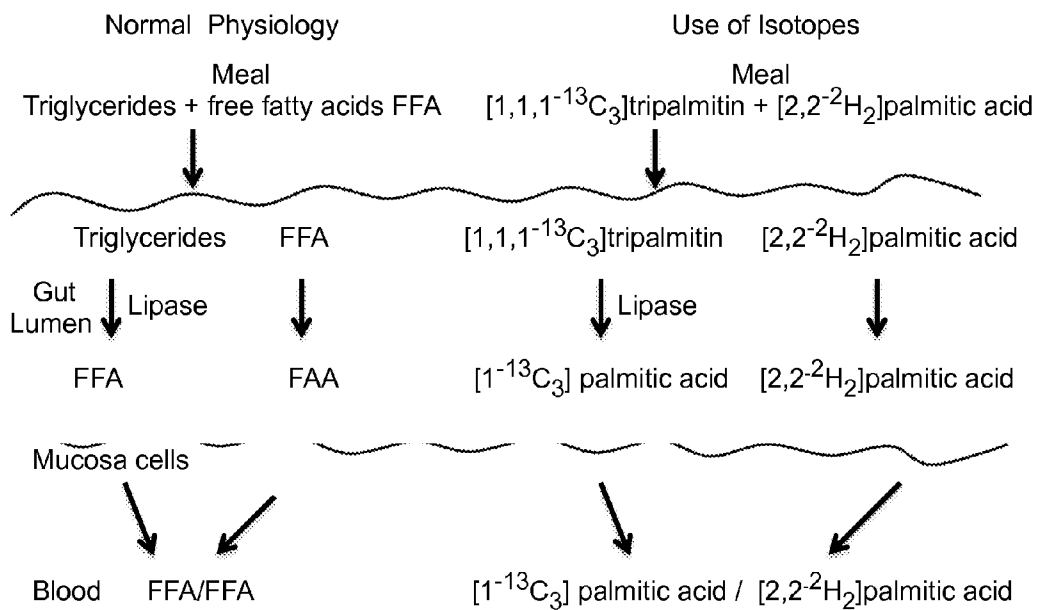 Normal Physiology
Use of Isotopes
Meal
Triglycerides + free fatty acids FFA
Meal
[1,1,1-¹³C₃]tripalmitin + [2,2-²H₂]palmitic acid
Triglycerides FFA
[1,1,1-¹³C₃]tripalmitin [2,2-²H₂]palmitic acid
Gut
Lumen
Lipase
Lipase
FFA FAA
[1-¹³C₃] palmitic acid [2,2-²H₂]palmitic acid
Mucosa cells
Blood FFA/FFA
[1-¹³C₃] palmitic acid / [2,2-²H₂]palmitic acid